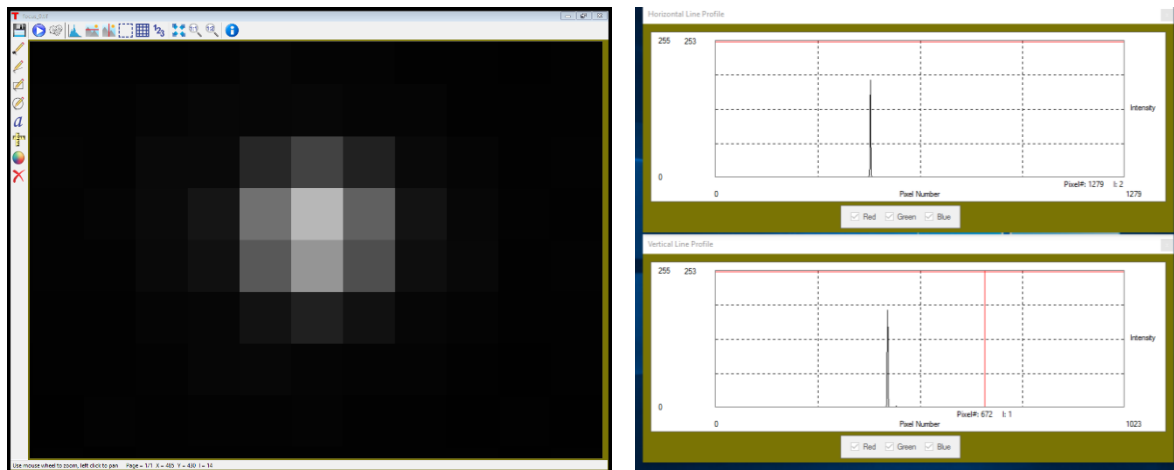 123
a
Use mouse wheel to zoom, left click to pan Page = 1/1 X = 485 Y = 430 I = 14
Horizontal Line Profile
255 253
Intensity
0
Pixel#: 1279 I: 2
0 Pixel Number 1279
Red Green Blue
Vertical Line Profile
255 253
Intensity
0
Pixel#: 672 I: 1
0 Pixel Number 1023
Red Green Blue